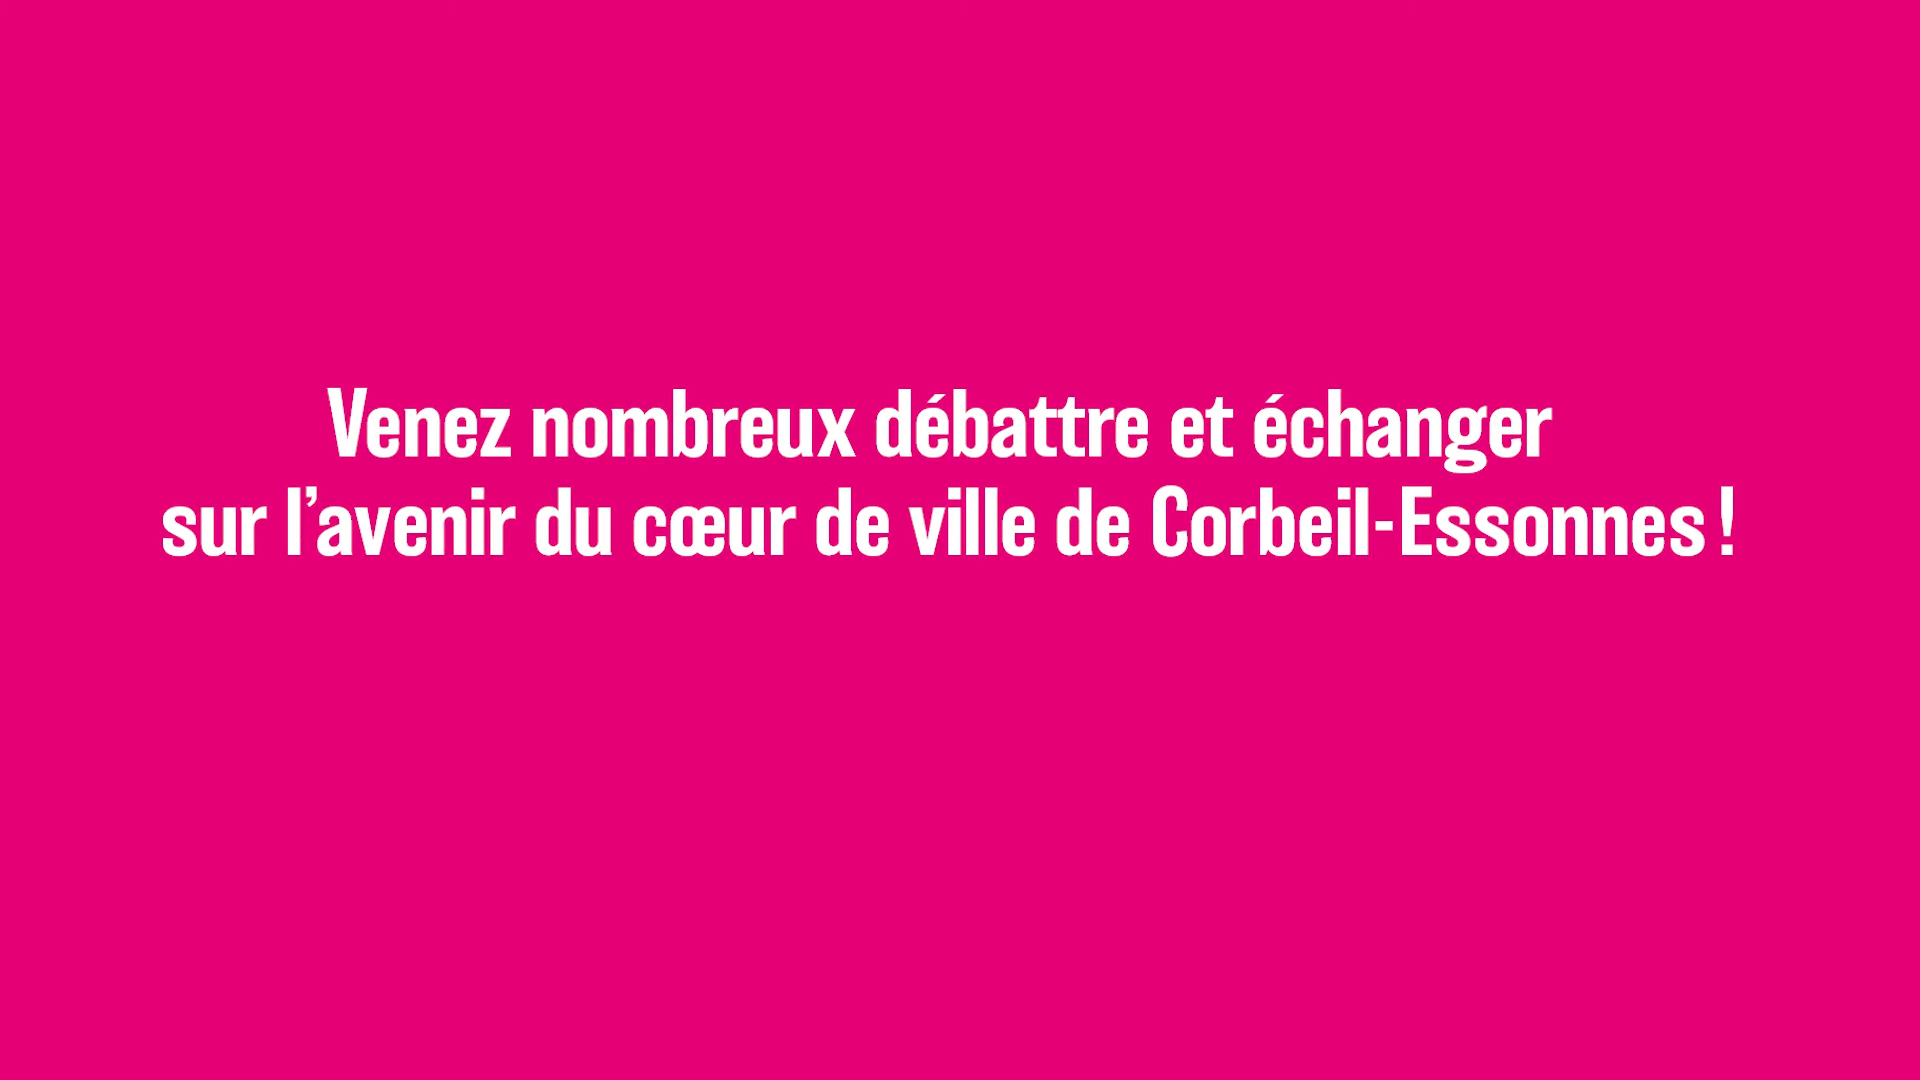 Venez nombreux débattre et échanger
sur l’avenir du cœur de ville de Corbeil-Essonnes !